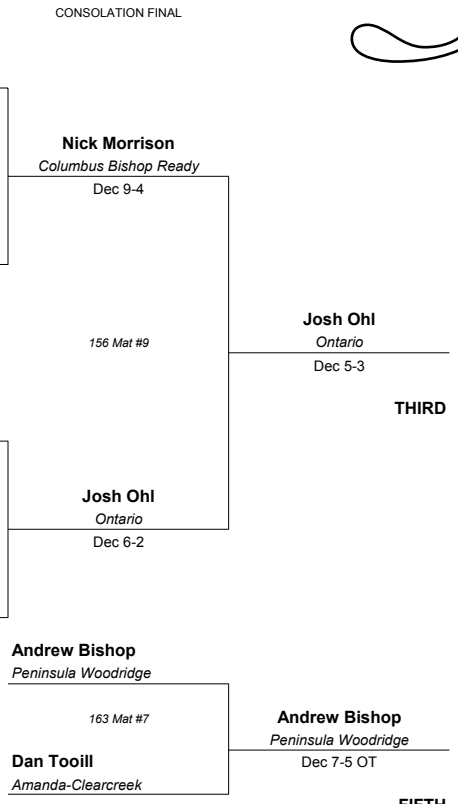 CONSOLATION FINAL
Nick Morrison
Columbus Bishop Ready
Dec 9-4
156 Mat #9
Josh Ohl
Ontario
Dec 5-3
THIRD
Josh Ohl
Ontario
Dec 6-2
Andrew Bishop
Peninsula Woodridge
163 Mat #7
Andrew Bishop
Peninsula Woodridge
Dec 7-5 OT
Dan Tooill
Amanda-Clearcreek
FIFTH